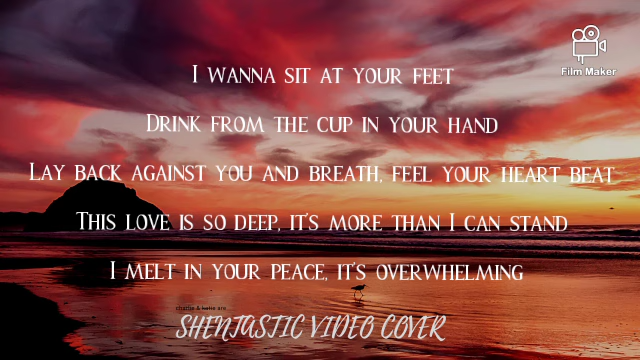 Film Maker
I WANNA SIT AT YOUR FEET
DRINK FROM THE CUP IN YOUR HAND
LAY BACK AGAINST YOU AND BREATH, FEEL YOUR HEART BEAT
THIS LOVE IS SO DEEP, IT'S MORE THAN I CAN STAND
I MELT IN YOUR PEACE, IT'S OVERWHELMING
SHENTASTIC VIDEO COVER